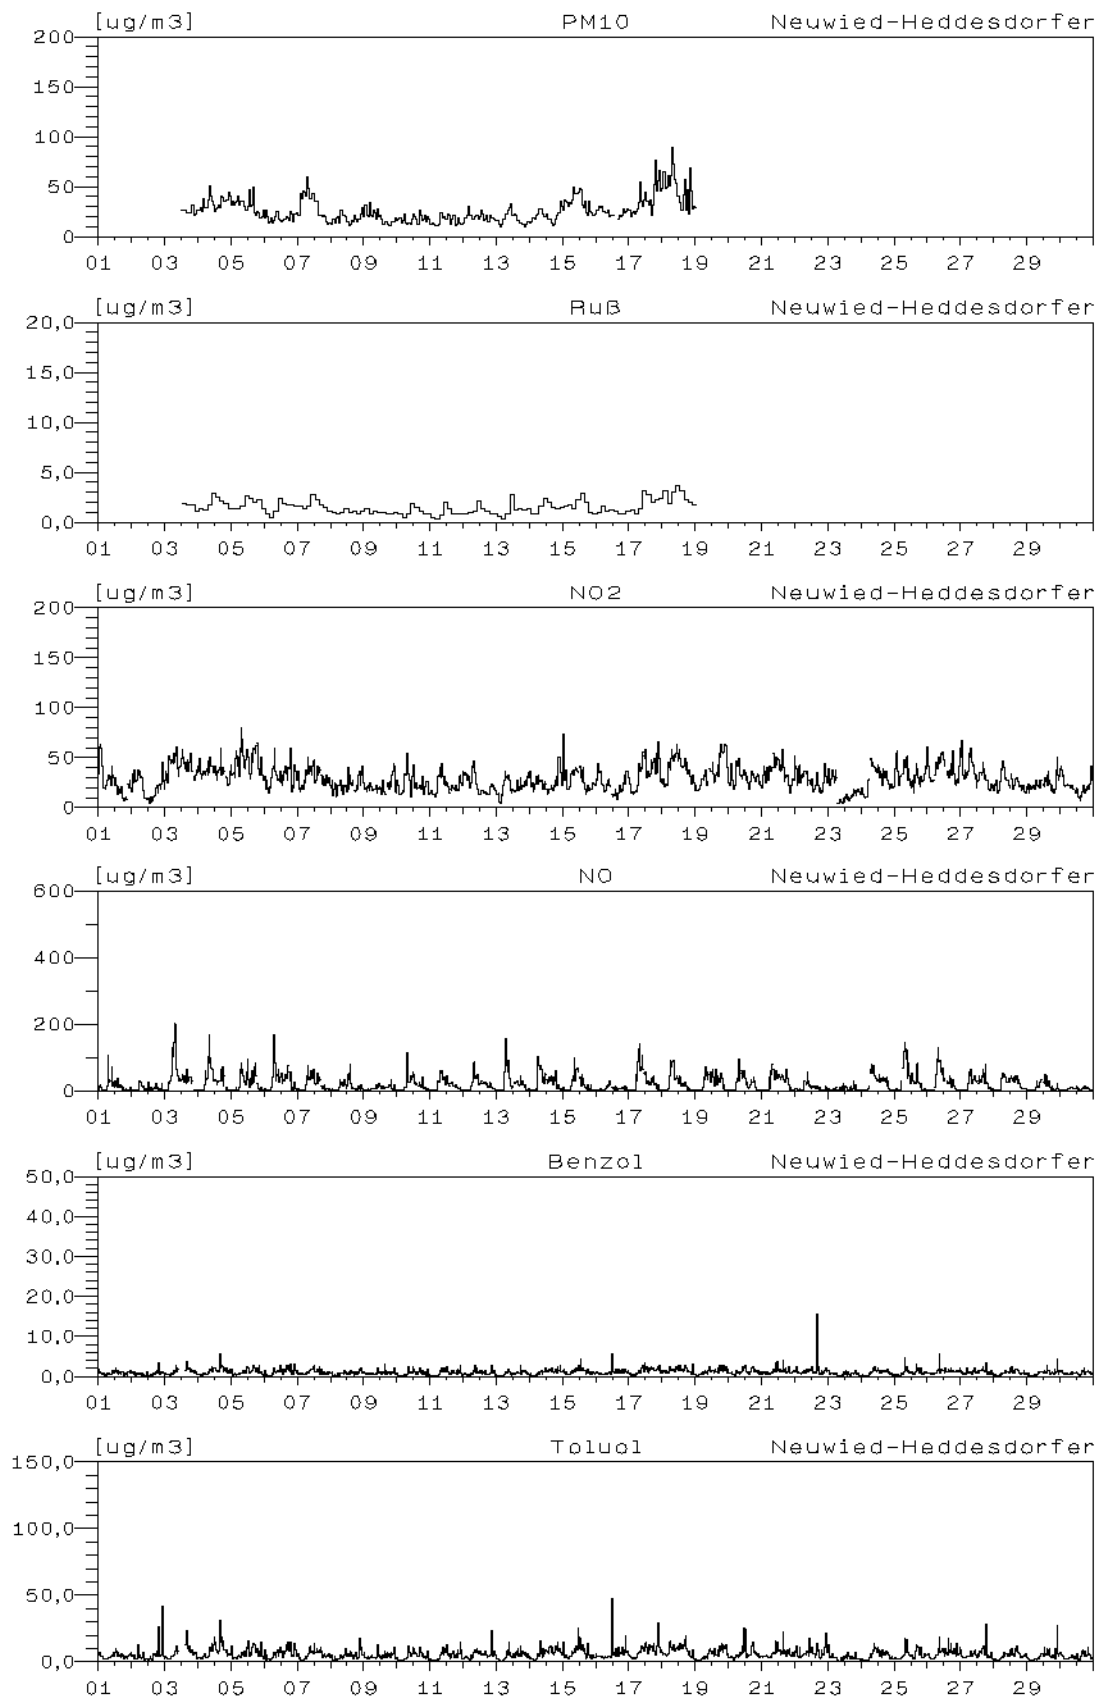 [ug/m3] PM10 Neuwied-Heddesdorfer
200
150
100
50
0
01 03 05 07 09 11 13 15 17 19 21 23 25 27 29
[ug/m3] Ruß Neuwied-Heddesdorfer
20,0
15,0
10,0
5,0
0,0
01 03 05 07 09 11 13 15 17 19 21 23 25 27 29
[ug/m3] NO2 Neuwied-Heddesdorfer
200
150
100
50
0
01 03 05 07 09 11 13 15 17 19 21 23 25 27 29
[ug/m3] NO Neuwied-Heddesdorfer
600
400
200
0
01 03 05 07 09 11 13 15 17 19 21 23 25 27 29
[ug/m3] Benzol Neuwied-Heddesdorfer
50,0
40,0
30,0
20,0
10,0
0,0
01 03 05 07 09 11 13 15 17 19 21 23 25 27 29
[ug/m3] Toluol Neuwied-Heddesdorfer
150,0
100,0
50,0
0,0
01 03 05 07 09 11 13 15 17 19 21 23 25 27 29